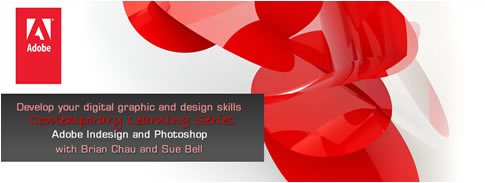 Adobe
Develop your digital graphic and design skills
Contemporary Learning Series
Adobe Indesign and Photoshop
with Brian Chau and Sue Bell